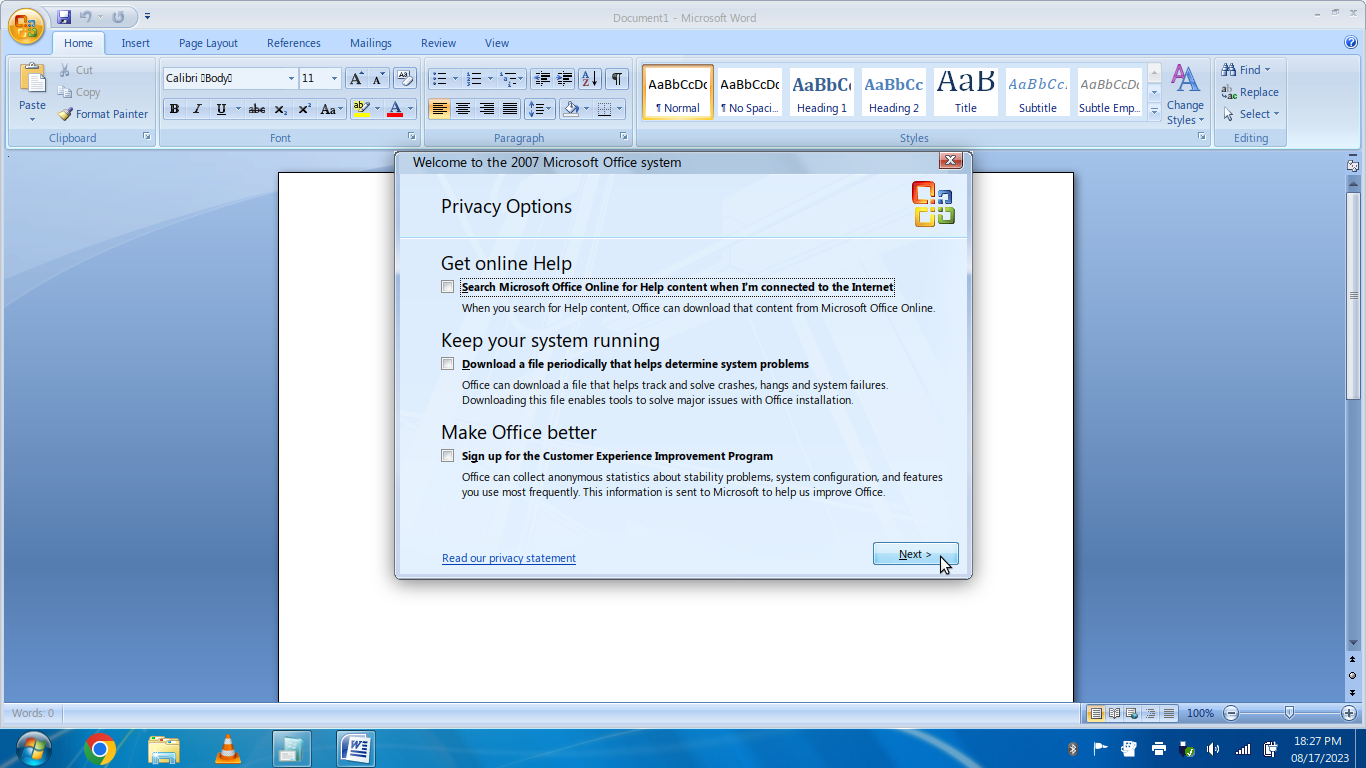 Document1 - Microsoft Word
Home Insert Page Layout References Mailings Review View
Paste
Cut
Copy
Format Painter
Clipboard
Calibri 11
Font
Paragraph
AaBbCcDc AaBbCcDc AaBbCc AaBbCc AaB AaBbCc. AaBbCcDc
¶ Normal ¶ No Spaci... Heading 1 Heading 2 Title Subtitle Subtle Emp...
Change
Styles
Styles
Find
Replace
Select
Editing
Welcome to the 2007 Microsoft Office system
Privacy Options
Get online Help
Search Microsoft Office Online for Help content when I'm connected to the Internet
When you search for Help content, Office can download that content from Microsoft Office Online.
Keep your system running
Download a file periodically that helps determine system problems
Office can download a file that helps track and solve crashes, hangs and system failures.
Downloading this file enables tools to solve major issues with Office installation.
Make Office better
Sign up for the Customer Experience Improvement Program
Office can collect anonymous statistics about stability problems, system configuration, and features
you use most frequently. This information is sent to Microsoft to help us improve Office.
Read our privacy statement
Next >
Words: 0
100%
18:27 PM
08/17/2023